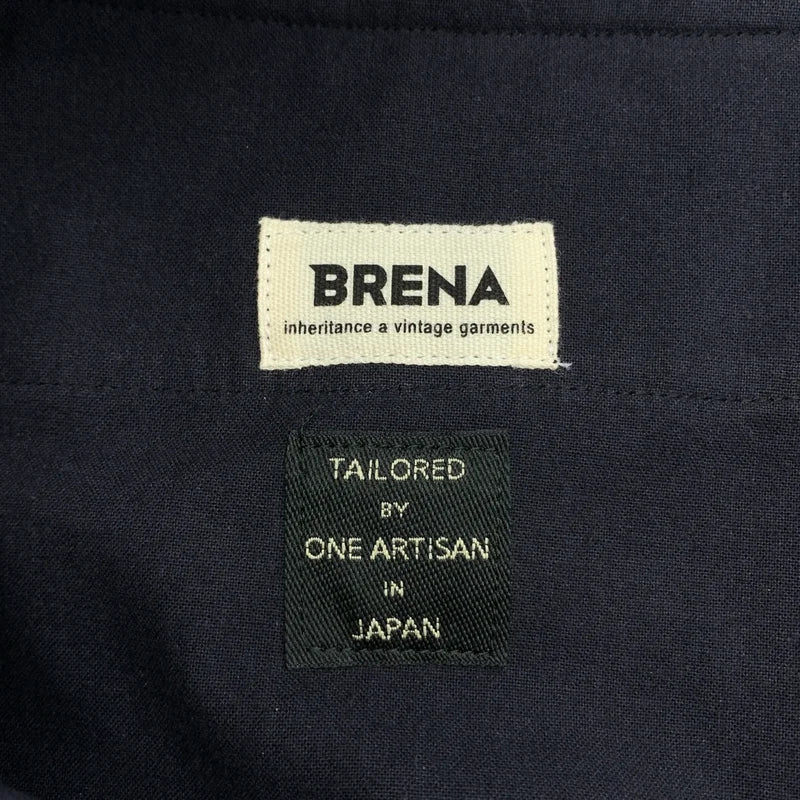 BRENA
inheritance a vintage garments
TAILORED
BY
ONE ARTISAN
IN
JAPAN